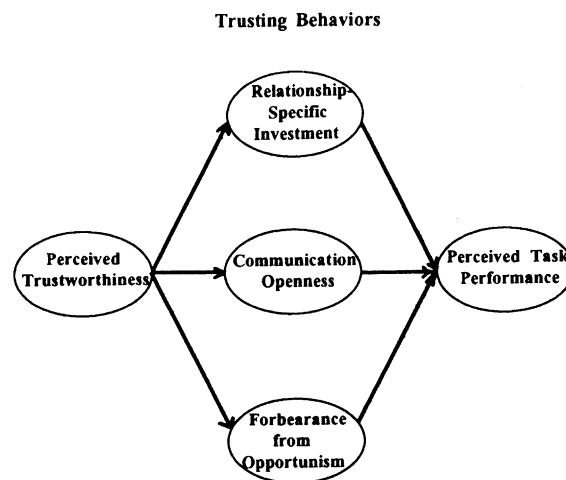 Trusting Behaviors
Relationship-
Specific
Investment
Perceived
Trustworthiness
Communication
Openness
Perceived Task
Performance
Forbearance
from
Opportunism